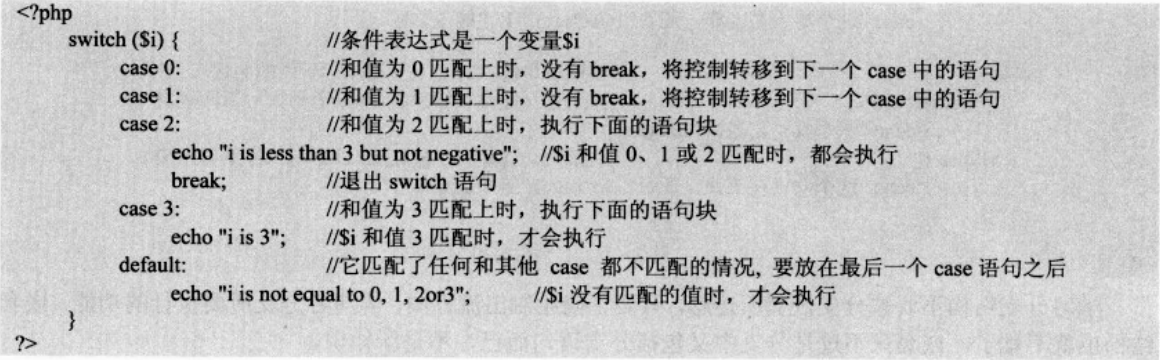 <?php
switch ($i) { //条件表达式是一个变量$i
case 0: //和值为 0 匹配上时，没有 break，将控制转移到下一个 case 中的语句
case 1: //和值为 1 匹配上时，没有 break，将控制转移到下一个 case 中的语句
case 2: //和值为 2 匹配上时，执行下面的语句块
echo "i is less than 3 but not negative"; //$i 和值 0、1 或 2 匹配时，都会执行
break; //退出 switch 语句
case 3: //和值为 3 匹配上时，执行下面的语句块
echo "i is 3"; //$i 和值 3 匹配时，才会执行
default: //它匹配了任何和其他 case 都不匹配的情况, 要放在最后一个 case 语句之后
echo "i is not equal to 0, 1, 2or3"; //$i 没有匹配的值时，才会执行
}
?>